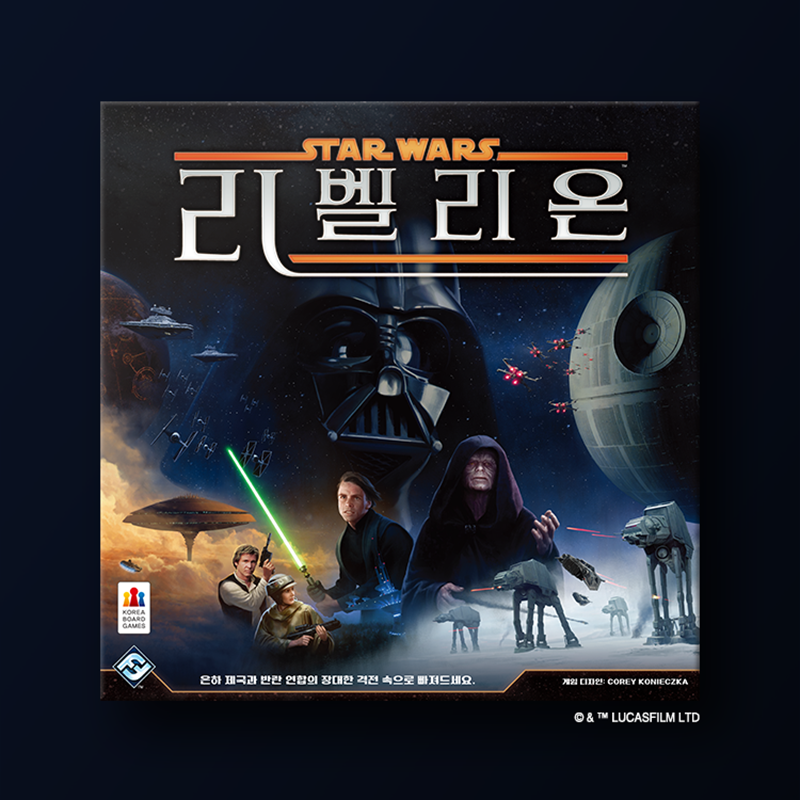 STAR WARS
리벨리온
KOREA
BOARD
GAMES
은하 제국과 반란 연합의 장대한 격전 속으로 빠져드세요.
게임 디자인: COREY KONIECZKA
© & ™ LUCASFILM LTD